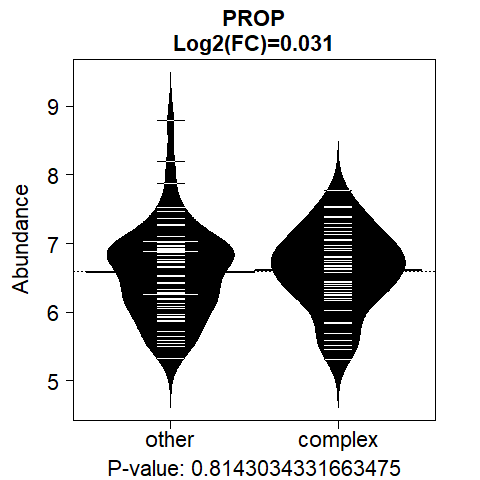 PROP
Log2(FC)=0.031
Abundance
9
8
7
6
5
other complex
P-value: 0.8143034331663475